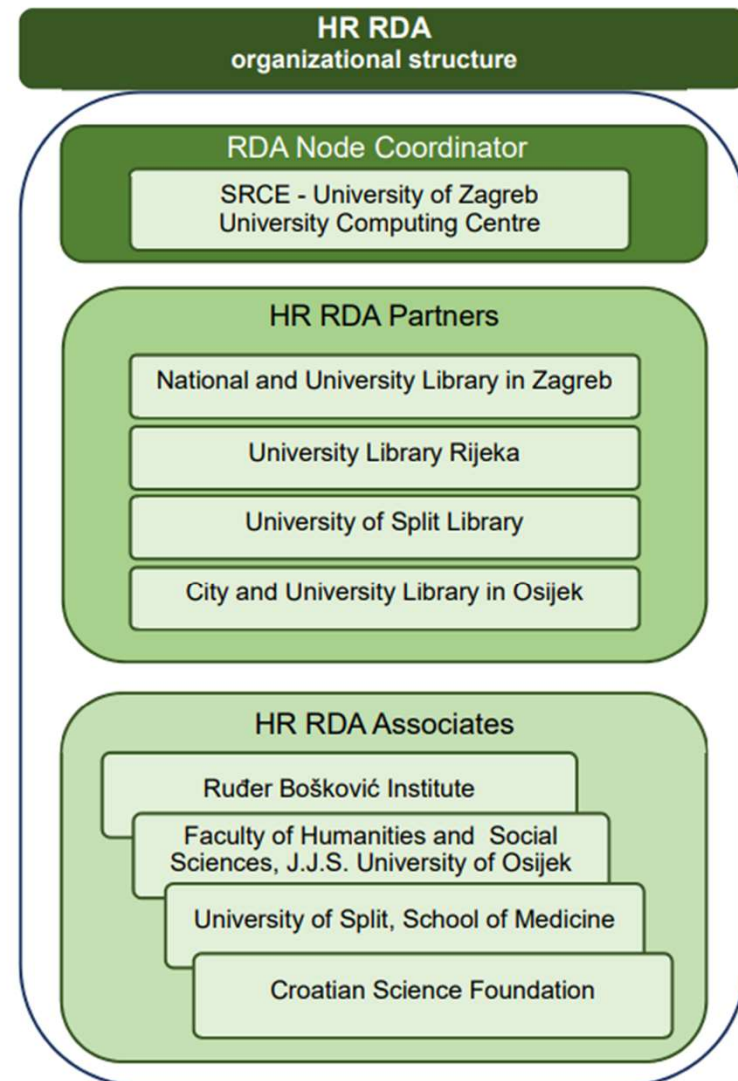 HR RDA
organizational structure
RDA Node Coordinator
SRCE - University of Zagreb
University Computing Centre
HR RDA Partners
National and University Library in Zagreb
University Library Rijeka
University of Split Library
City and University Library in Osijek
HR RDA Associates
Ruđer Bošković Institute
Faculty of Humanities and Social
Sciences, J.J.S. University of Osijek
University of Split, School of Medicine
Croatian Science Foundation